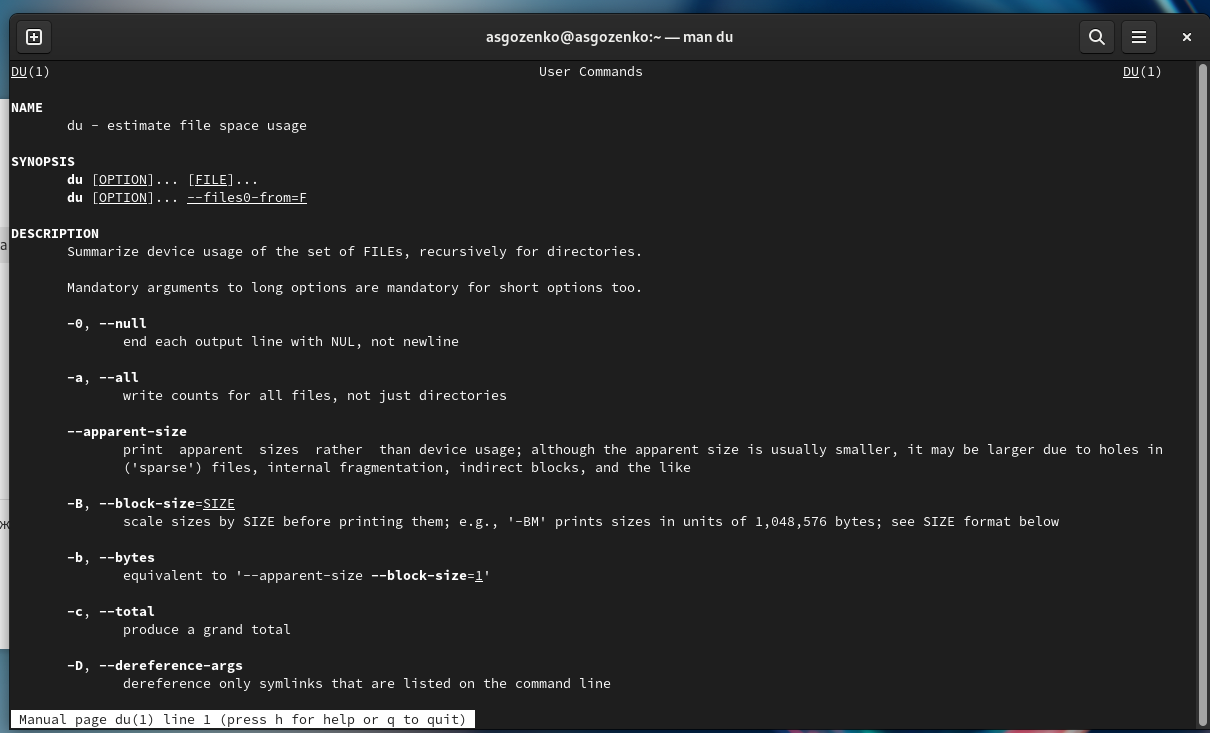 asgozenko@asgozenko:~ — man du
DU(1) User Commands DU(1)
NAME
du - estimate file space usage
SYNOPSIS
du [OPTION]... [FILE]...
du [OPTION]... --files0-from=F
DESCRIPTION
Summarize device usage of the set of FILEs, recursively for directories.
Mandatory arguments to long options are mandatory for short options too.
-0, --null
end each output line with NUL, not newline
-a, --all
write counts for all files, not just directories
--apparent-size
print apparent sizes rather than device usage; although the apparent size is usually smaller, it may be larger due to holes in
('sparse') files, internal fragmentation, indirect blocks, and the like
-B, --block-size=SIZE
scale sizes by SIZE before printing them; e.g., '-BM' prints sizes in units of 1,048,576 bytes; see SIZE format below
-b, --bytes
equivalent to '--apparent-size --block-size=1'
-c, --total
produce a grand total
-D, --dereference-args
dereference only symlinks that are listed on the command line
Manual page du(1) line 1 (press h for help or q to quit)